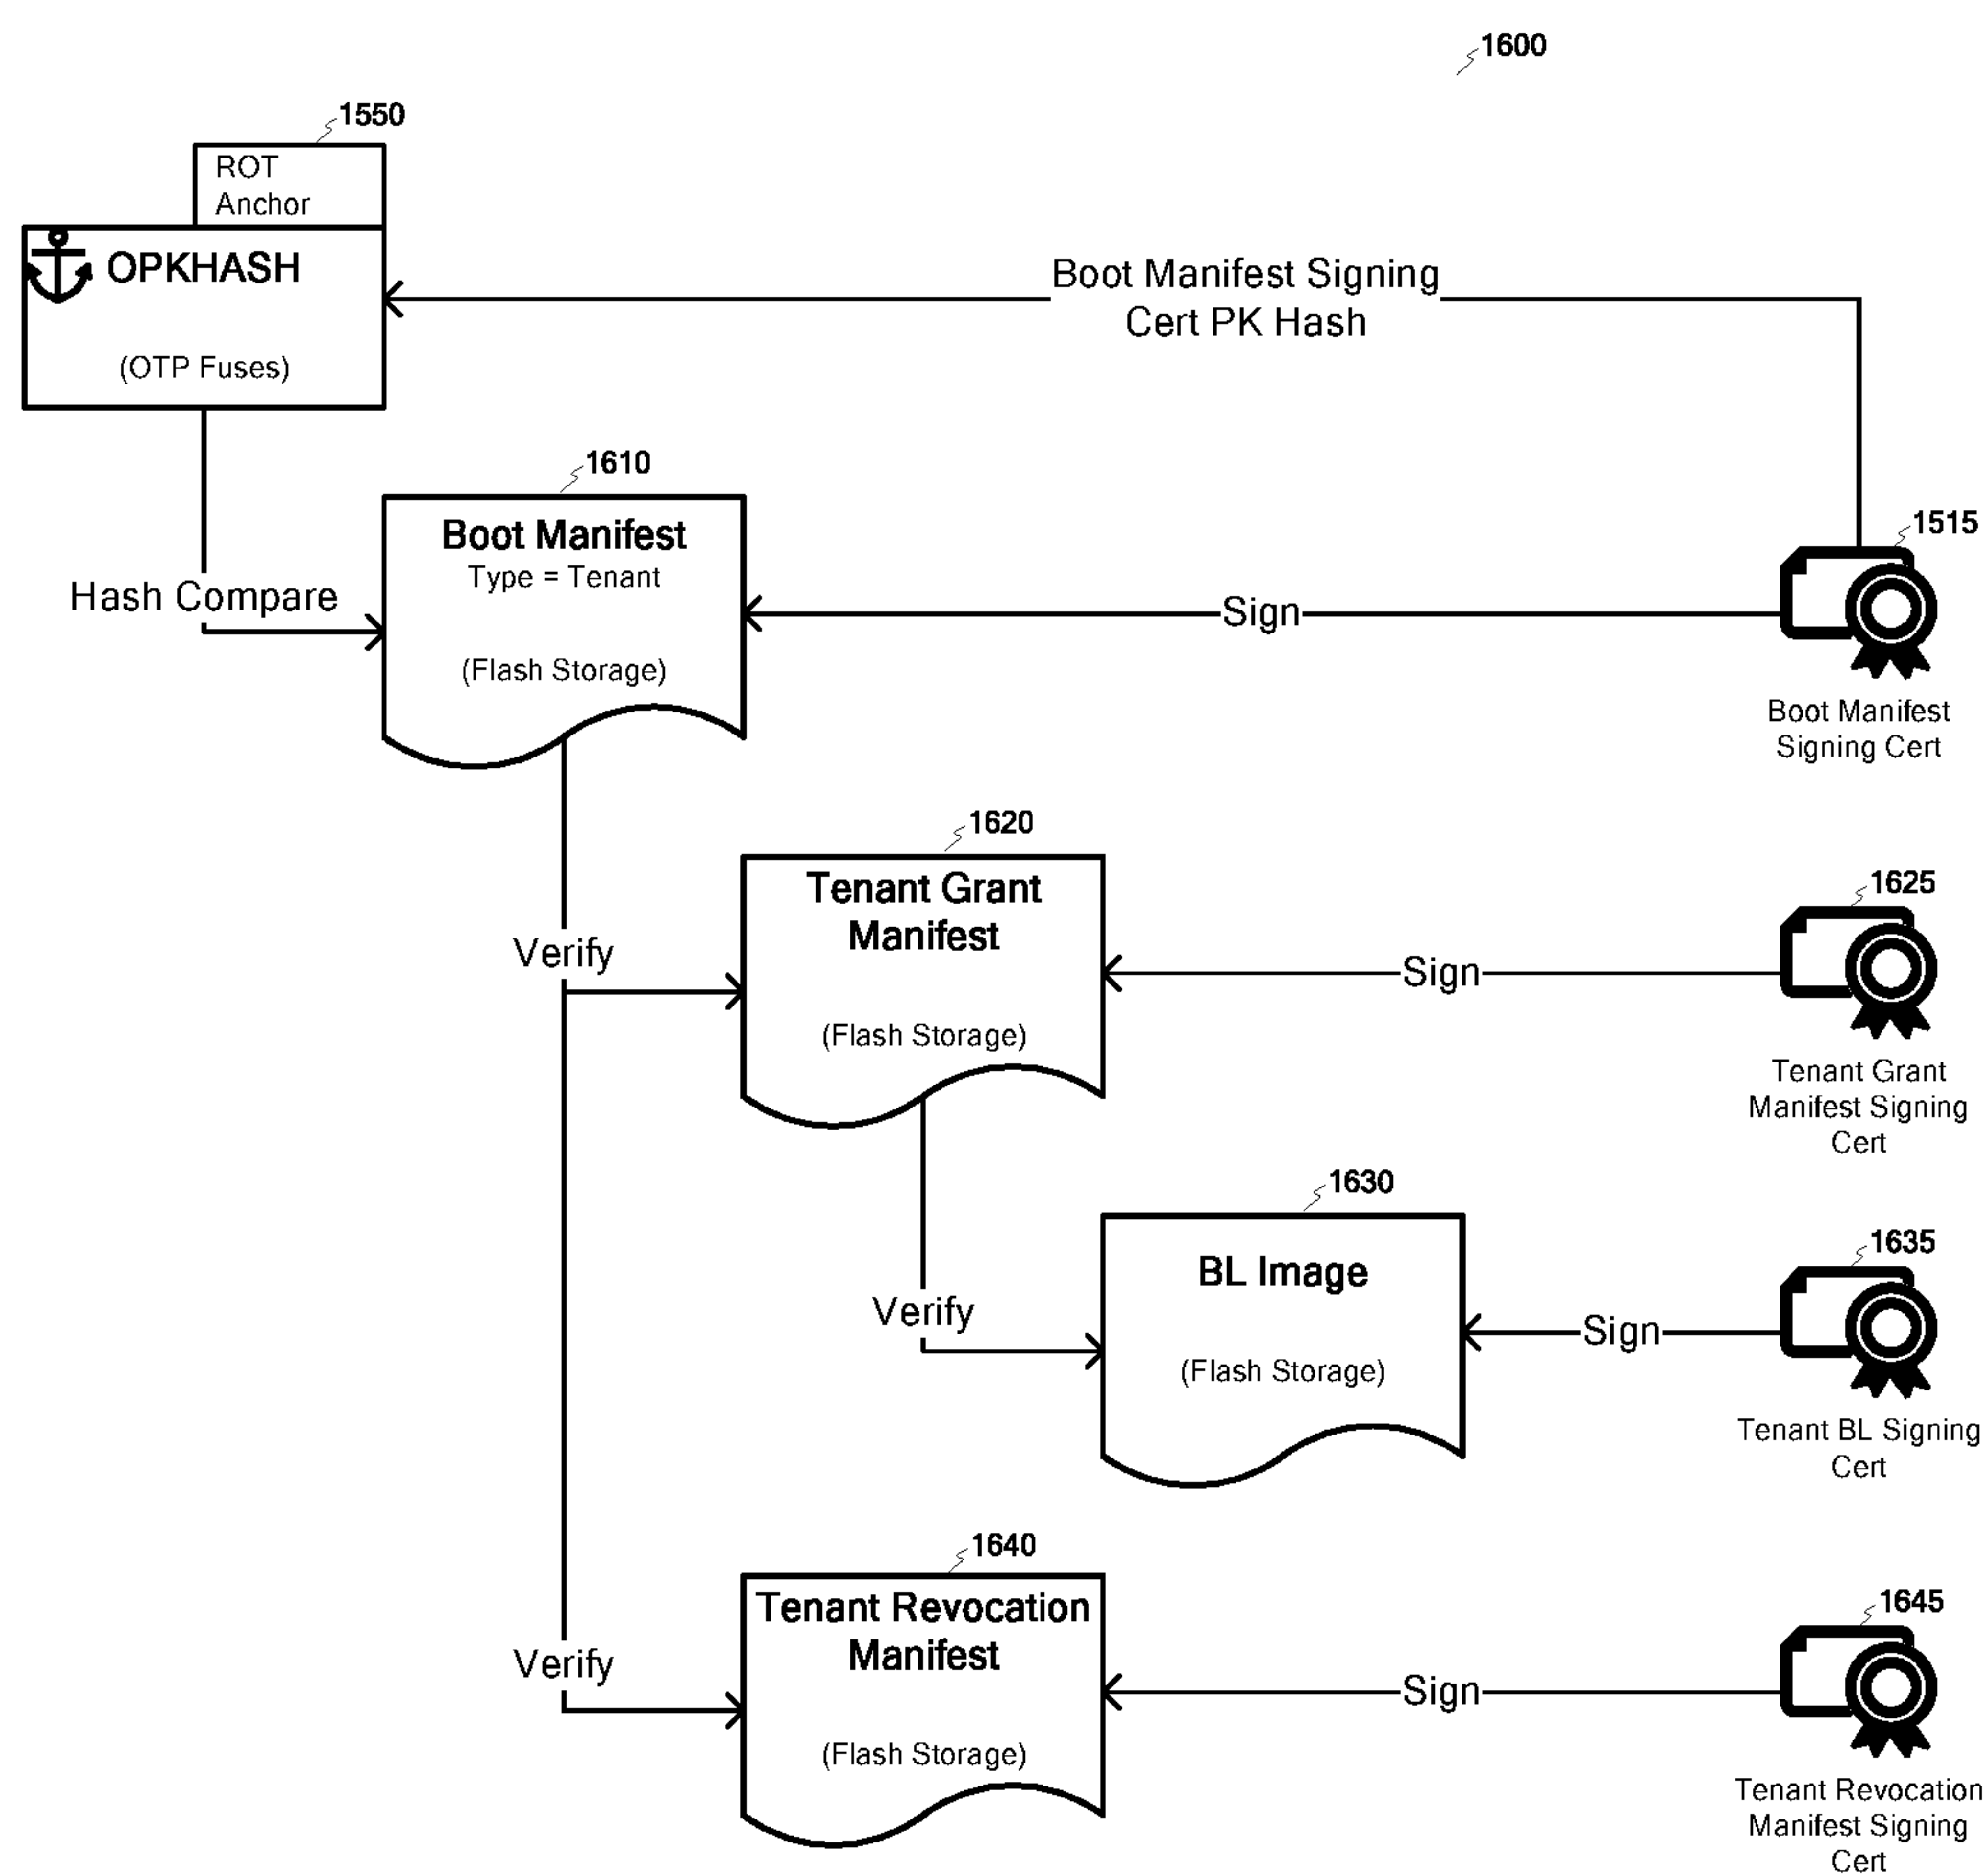 1600
1550
ROT
Anchor
OPKHASH
(OTP Fuses)
Boot Manifest Signing
Cert PK Hash
1610
Boot Manifest
Type = Tenant
(Flash Storage)
Hash Compare
Sign
1515
Boot Manifest
Signing Cert
1620
Tenant Grant
Manifest
(Flash Storage)
Verify
Sign
1625
Tenant Grant
Manifest Signing
Cert
1630
BL Image
(Flash Storage)
Verify
Sign
1635
Tenant BL Signing
Cert
1640
Tenant Revocation
Manifest
(Flash Storage)
Verify
Sign
1645
Tenant Revocation
Manifest Signing
Cert